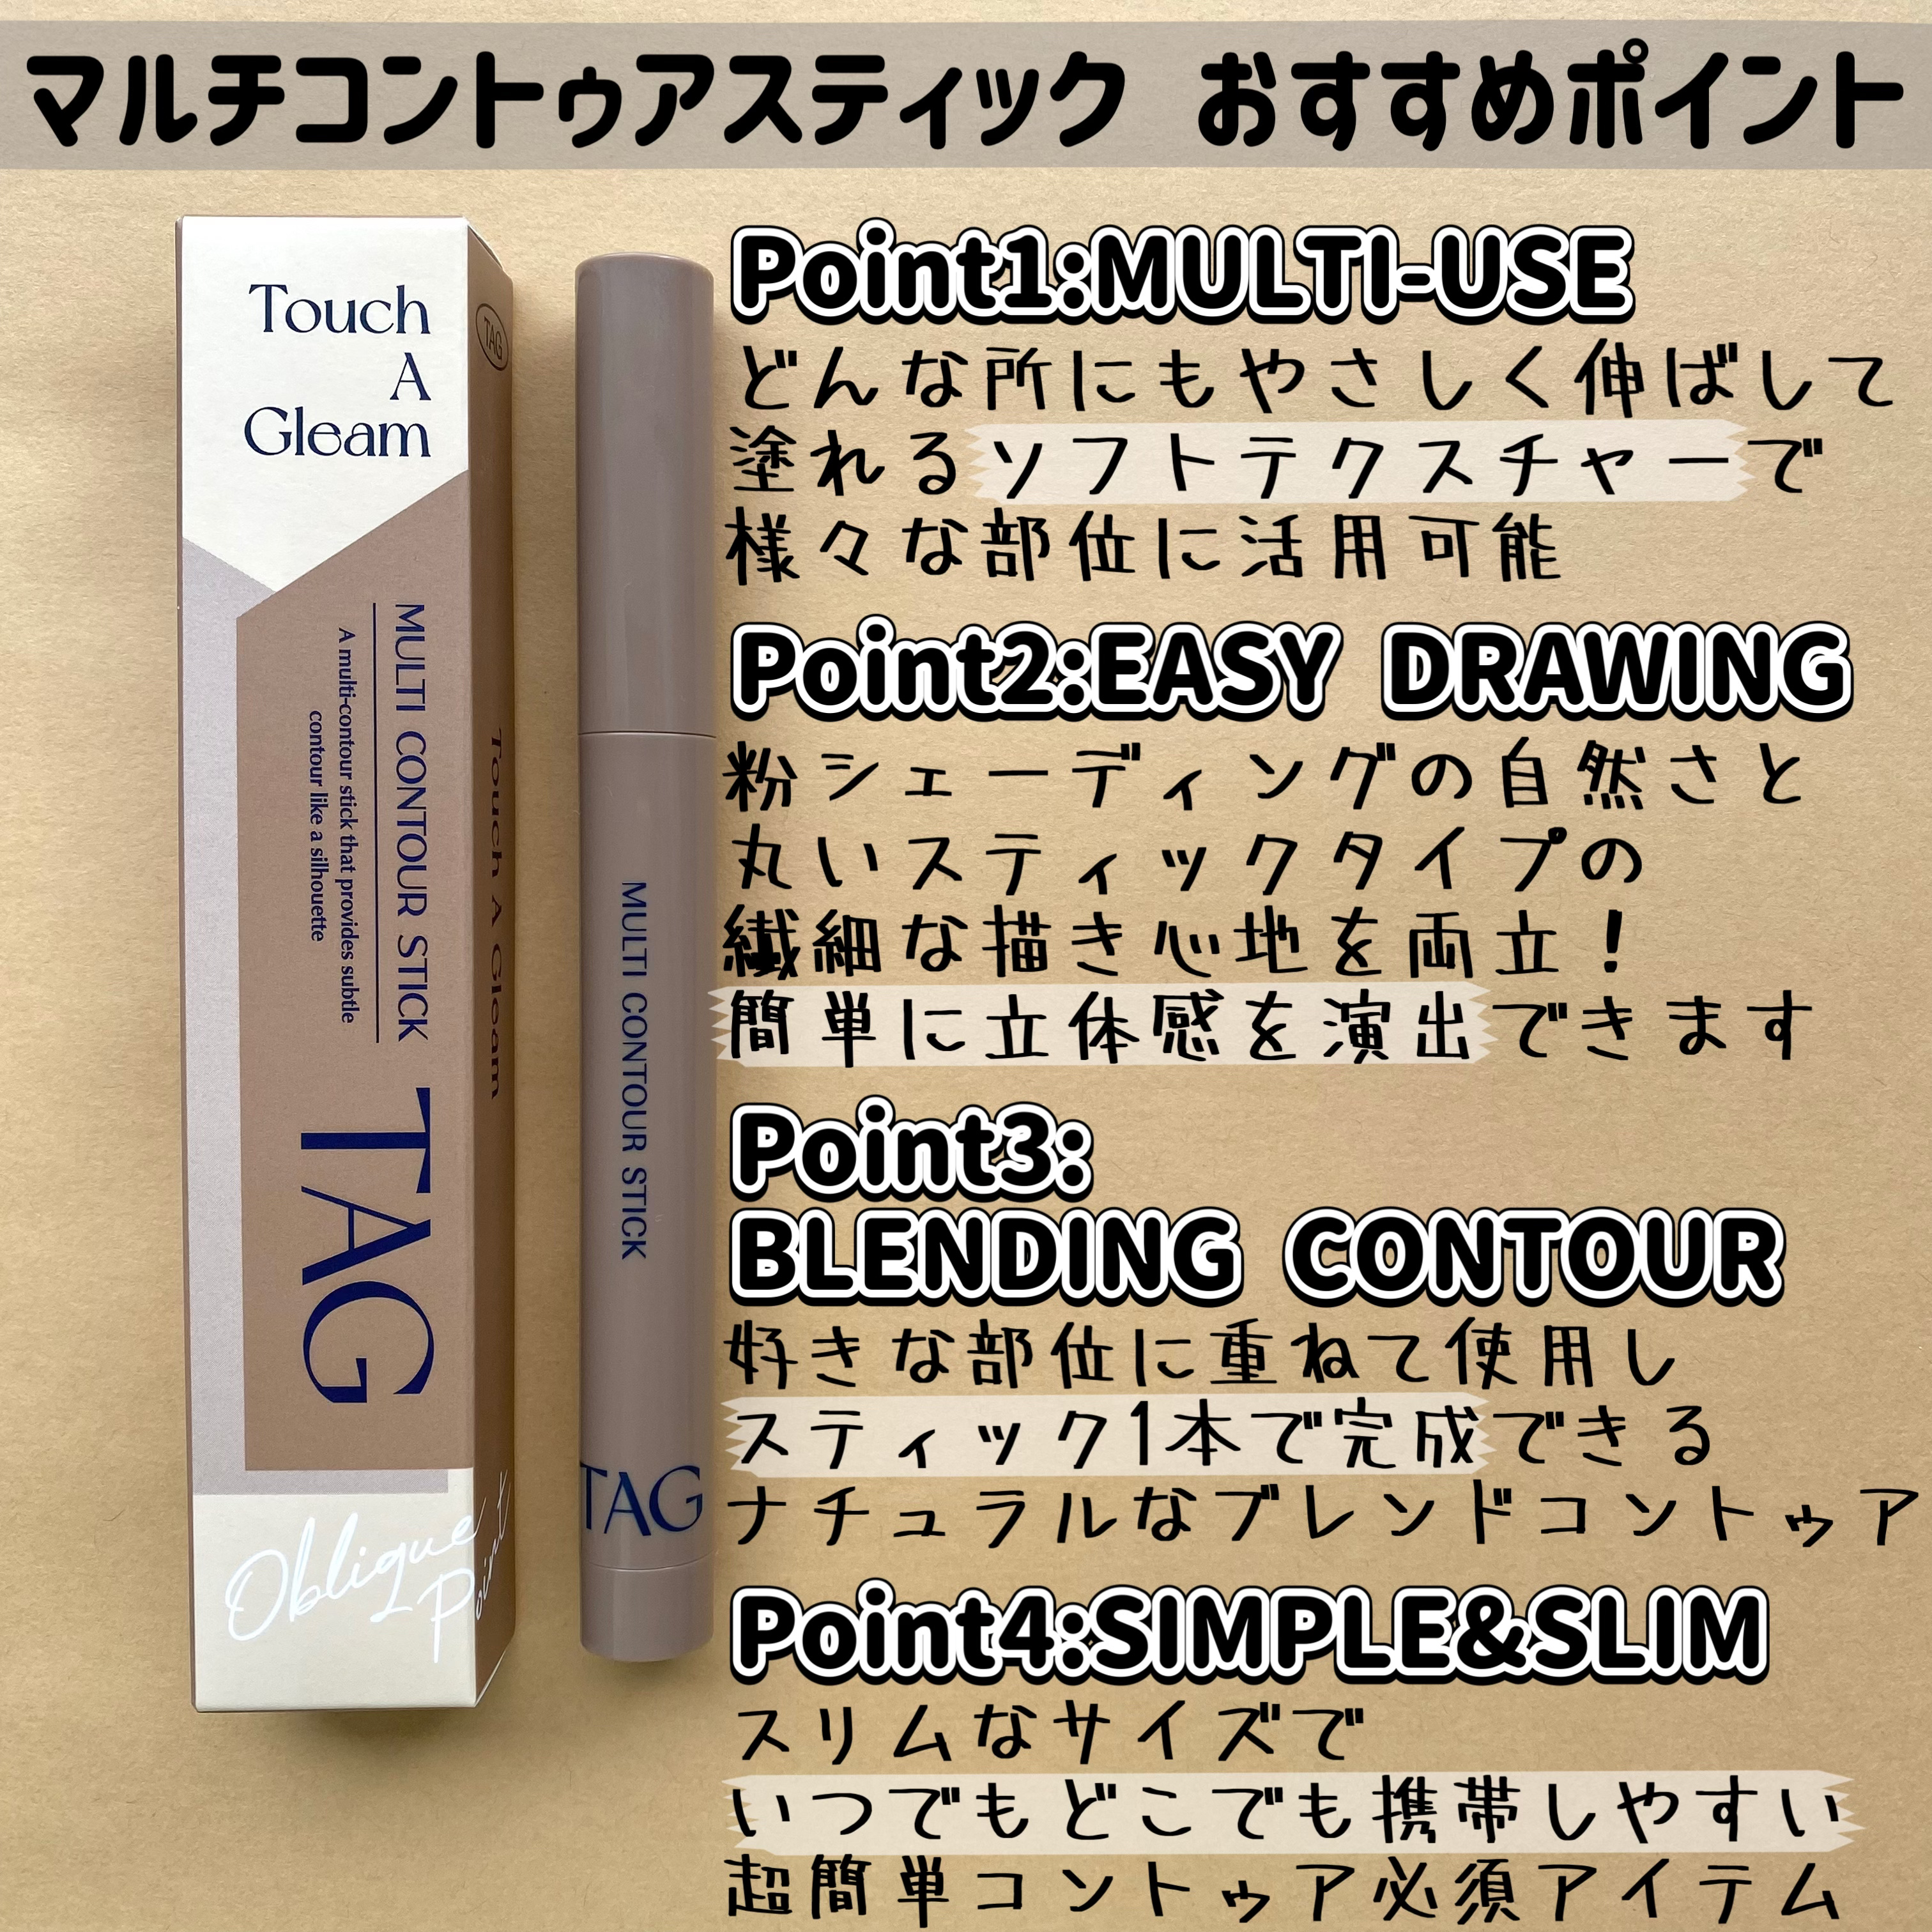 マルチコントゥアスティック おすすめポイント
Touch
A
Gleam
TAG
Touch A Gleam
MULTI CONTOUR STICK
A multi-contour stick that provides subtle
contour like a silhouette
TAG
Oblique
Point
MULTI CONTOUR STICK
TAG
Point1:MULTI-USE
どんな所にもやさしく伸ばして
塗れるソフトテクスチャーで
様々な部位に活用可能
Point2:EASY DRAWING
粉シェーディングの自然さと
丸いスティックタイプの
繊細な描き心地を両立！
簡単に立体感を演出できます
Point3:
BLENDING CONTOUR
好きな部位に重ねて使用し
スティック1本で完成できる
ナチュラルなブレンドコントゥア
Point4:SIMPLE&SLIM
スリムなサイズで
いつでもどこでも携帯しやすい
超簡単コントゥア必須アイテム